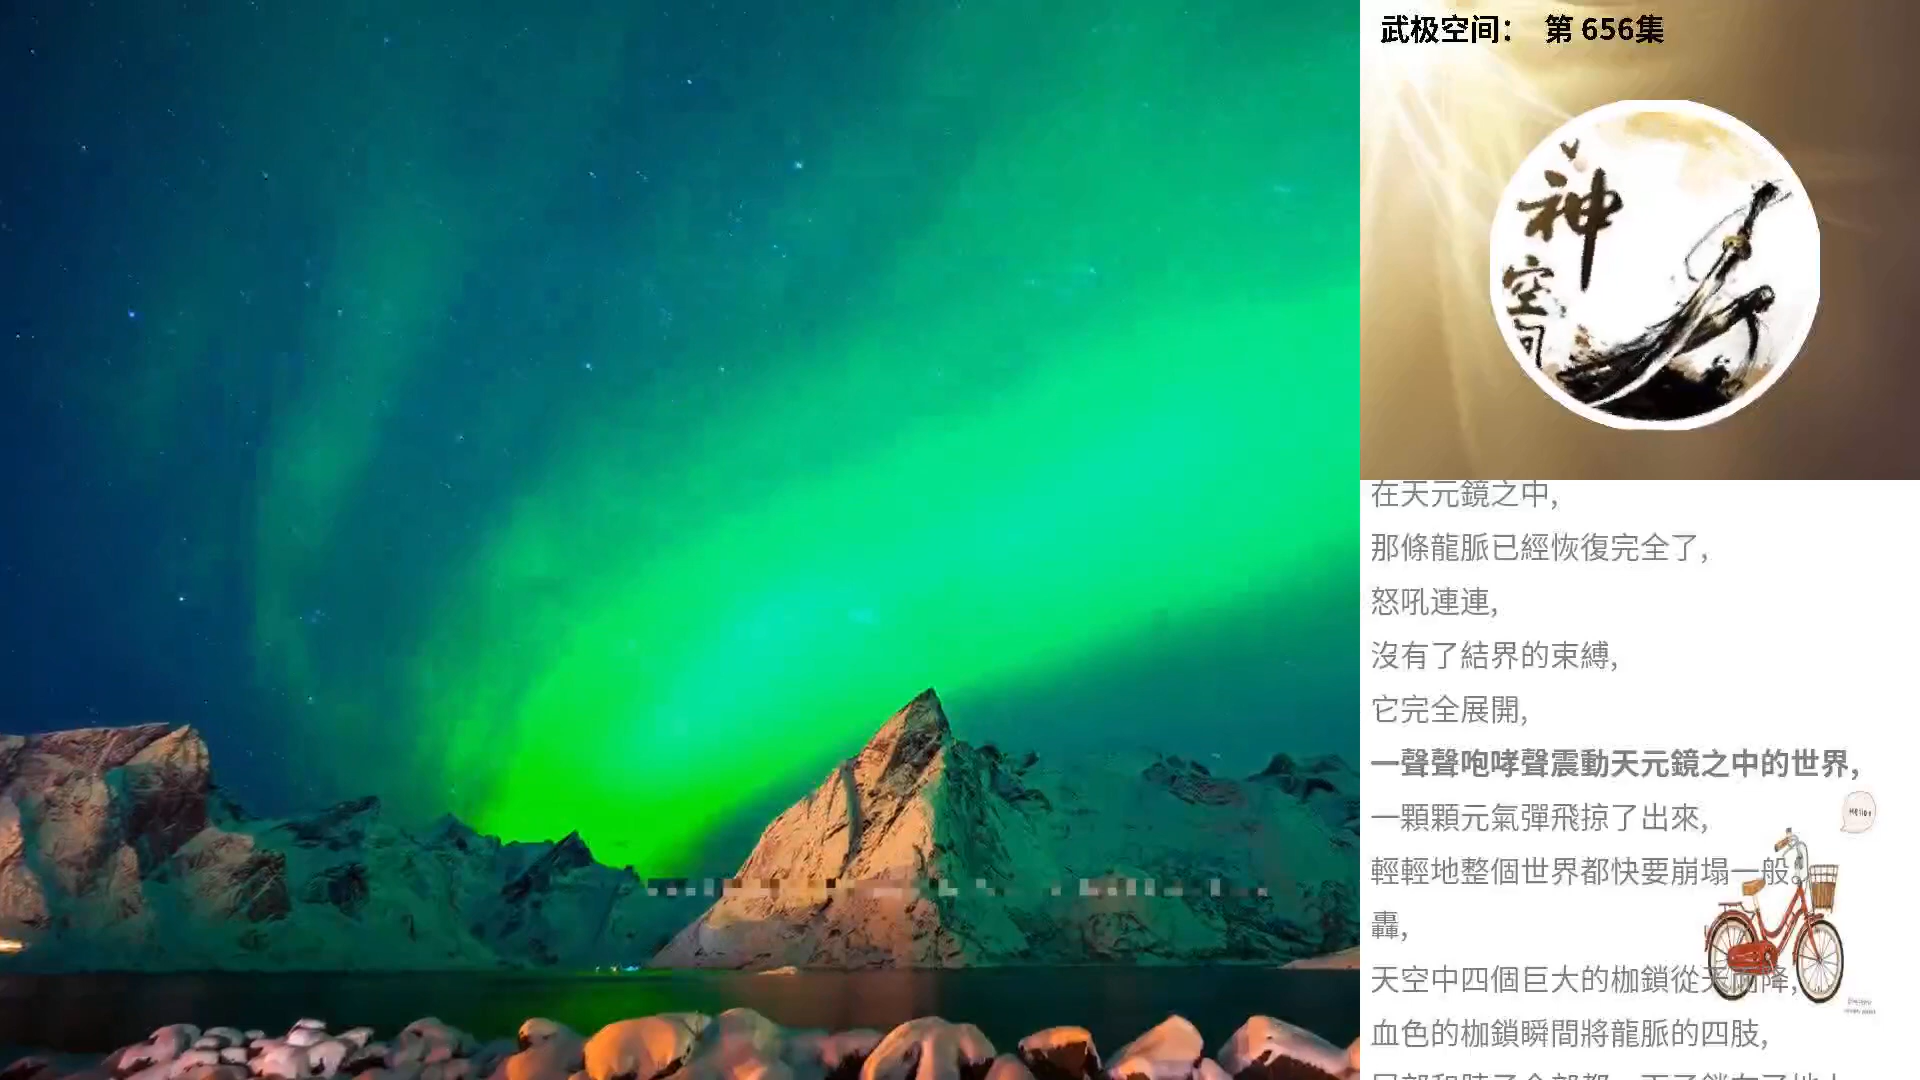 武极空间： 第 656集
神
空间
在天元鏡之中,
那條龍脈已經恢復完全了,
怒吼連連,
沒有了結界的束縛,
它完全展開,
一聲聲咆哮聲震動天元鏡之中的世界,
一顆顆元氣彈飛掠了出來,
Hello!
輕輕地整個世界都快要崩塌一般。
轟,
天空中四個巨大的枷鎖從天而降,
血色的枷鎖瞬間將龍脈的四肢,